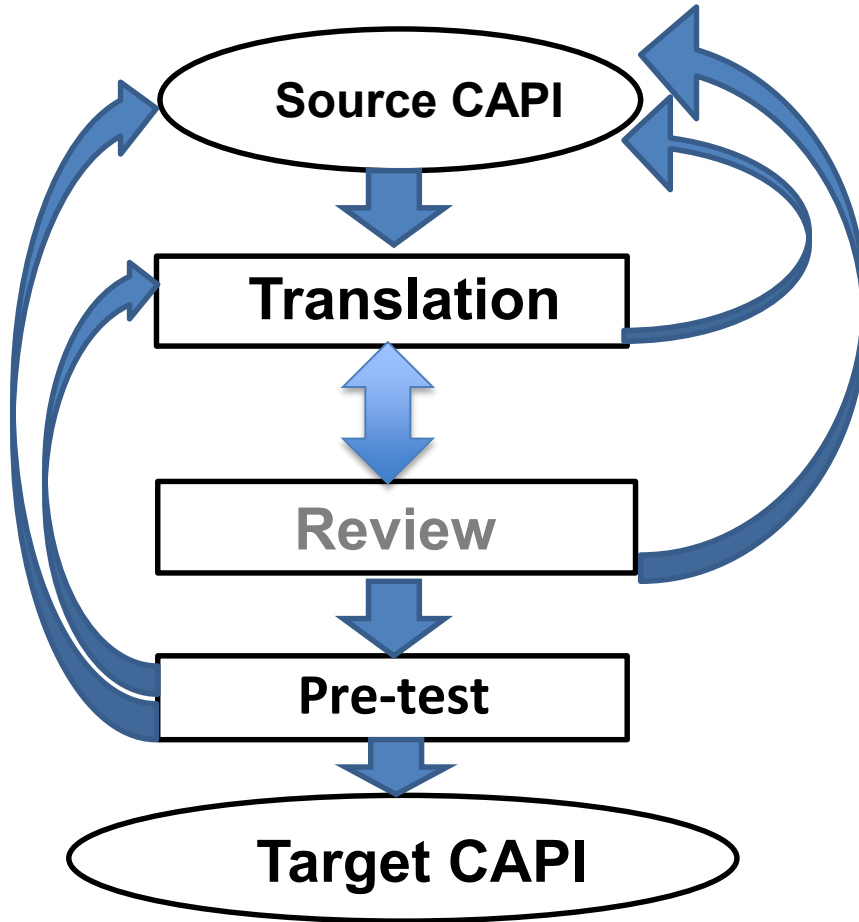 Source CAPI
Translation
Review
Pre-test
Target CAPI